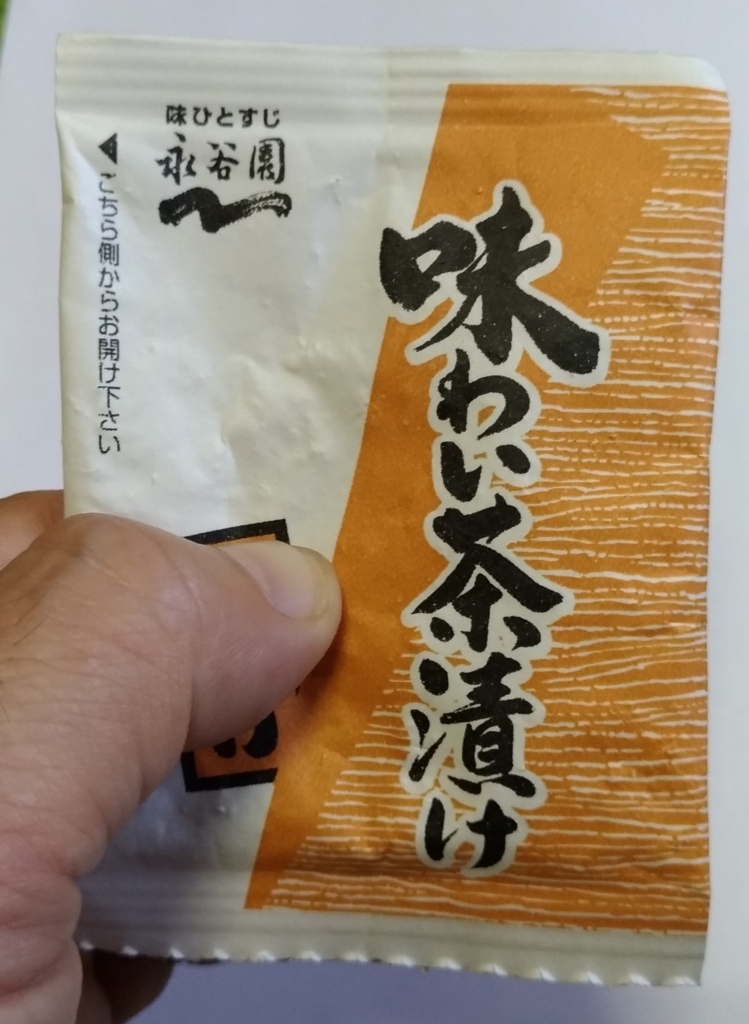 味ひとすじ
永谷園
こちら側からお開け下さい
味わい茶漬け